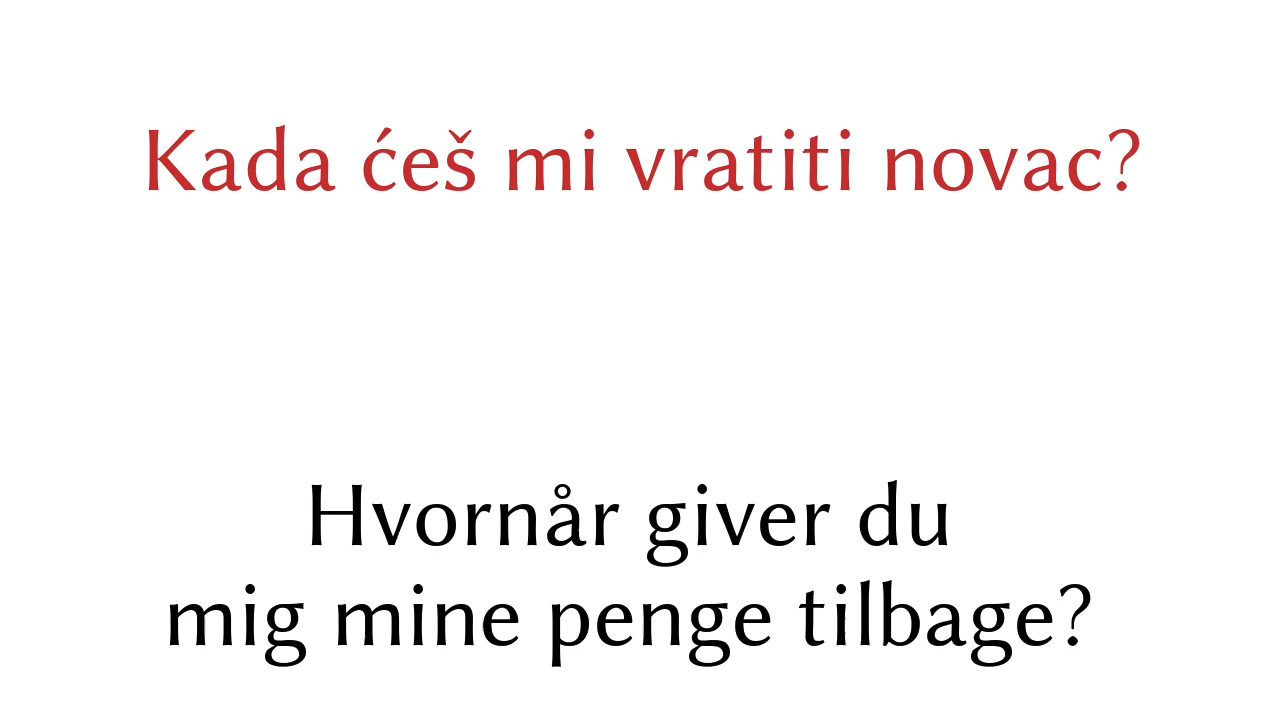 Kada ćeš mi vratiti novac?
Hvornår giver du
mig mine penge tilbage?